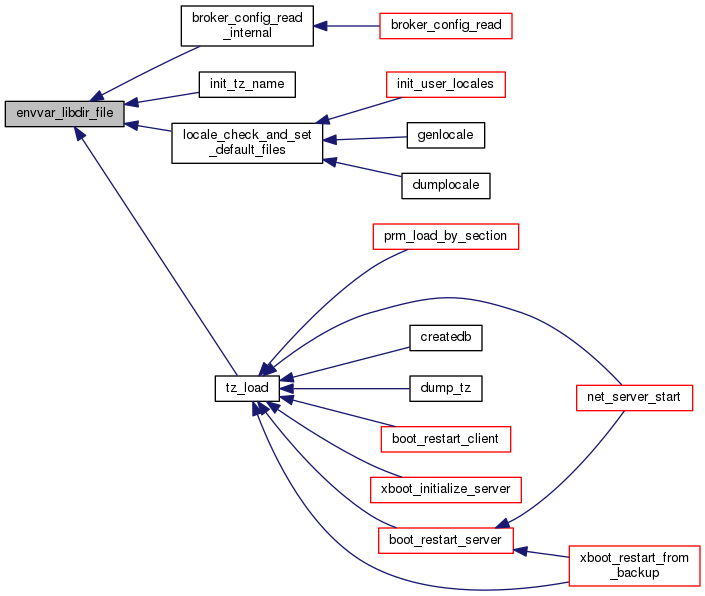 broker_config_read
_internal
broker_config_read
init_tz_name
init_user_locales
envvar_libdir_file
locale_check_and_set
_default_files
genlocale
dumplocale
prm_load_by_section
createdb
tz_load
dump_tz
net_server_start
boot_restart_client
xboot_initialize_server
boot_restart_server
xboot_restart_from
_backup